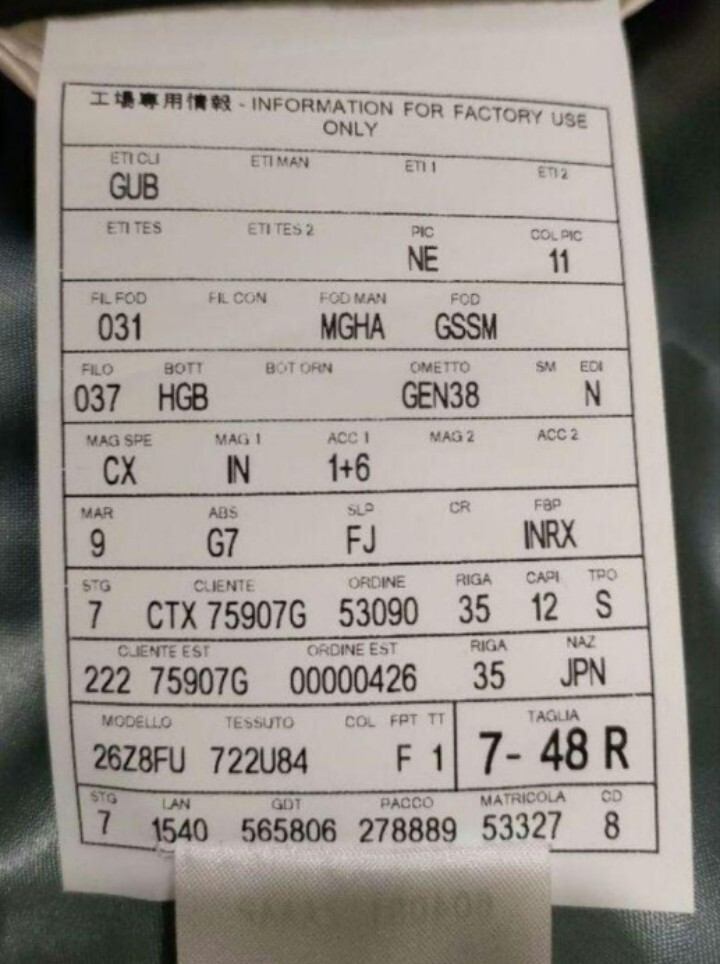 工場専用情報 - INFORMATION FOR FACTORY USE
ONLY
ETI CLI ETI MAN ETI 1 ETI 2
GUB
ETI TES ETI TES 2 PIC COL PIC
NE 11
FIL FOD FIL CON FOD MAN FOD
031 MGHA GSSM
FILO BOTT BOT ORN OMETTO SM EDI
037 HGB GEN38 N
MAG SPE MAG 1 ACC 1 MAG 2 ACC 2
CX IN 1+6
MAR ABS SLP CR FBP
9 G7 FJ INRX
STG CLIENTE ORDINE RIGA CAPI TPO
7 CTX 75907G 53090 35 12 S
CLIENTE EST ORDINE EST RIGA NAZ
222 75907G 00000426 35 JPN
MODELLO TESSUTO COL FPT TT TAGLIA
26Z8FU 722U84 F 1 7- 48 R
STG LAN GDT PACCO MATRICOLA CD
7 1540 565806 278889 53327 8